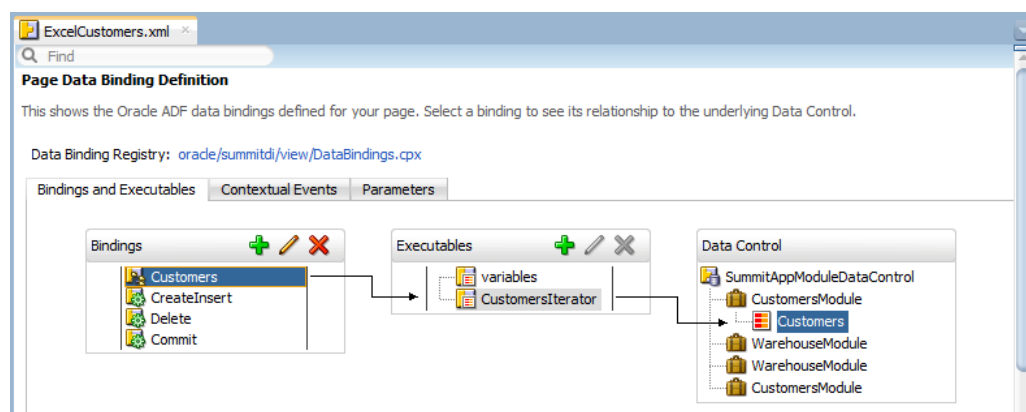 ExcelCustomers.xml
Find
Page Data Binding Definition
This shows the Oracle ADF data bindings defined for your page. Select a binding to see its relationship to the underlying Data Control.
Data Binding Registry: oracle/summitdi/view/DataBindings.cpx
Bindings and Executables Contextual Events Parameters
Bindings
Customers
CreateInsert
Delete
Commit
Executables
variables
CustomersIterator
Data Control
SummitAppModuleDataControl
CustomersModule
Customers
WarehouseModule
WarehouseModule
CustomersModule